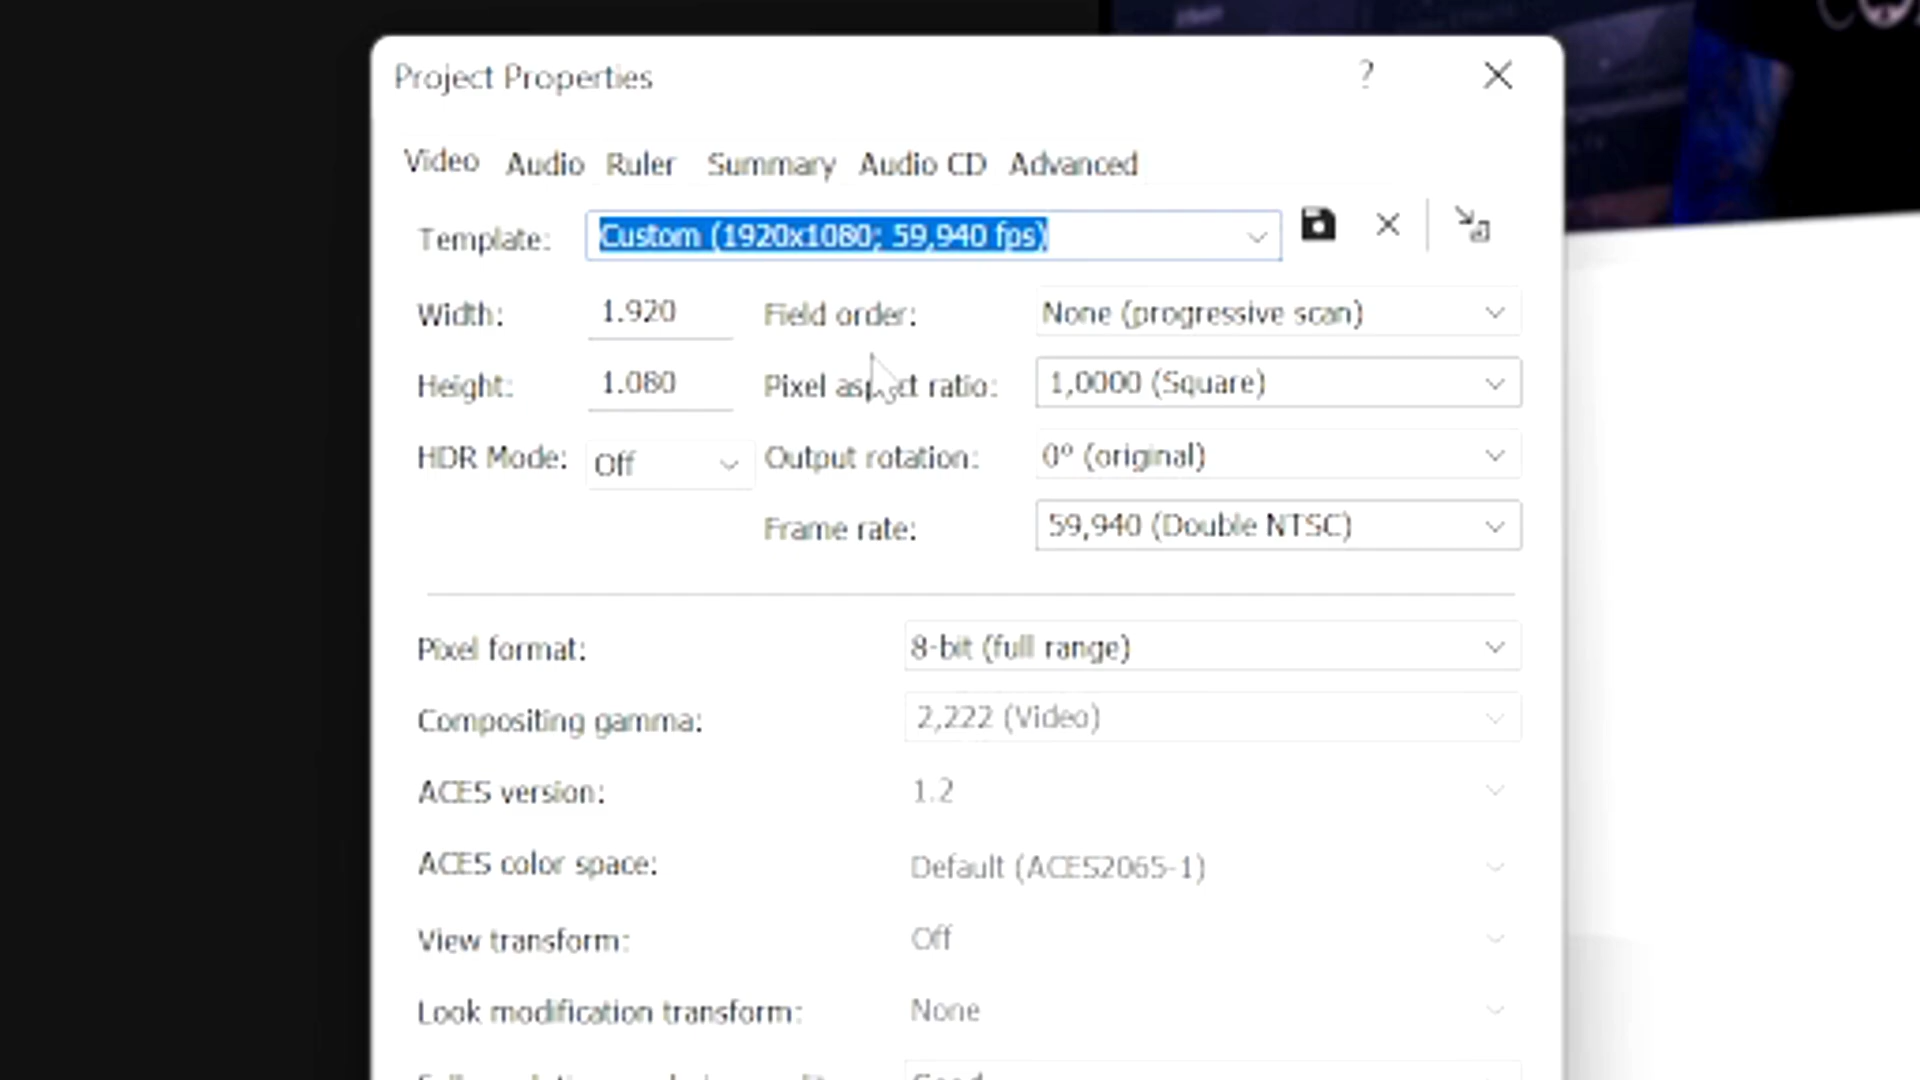 Project Properties ?
Video Audio Ruler Summary Audio CD Advanced
Template: Custom (1920x1080; 59,940 fps)
Width: 1.920 Field order: None (progressive scan)
Height: 1.080 Pixel aspect ratio: 1,0000 (Square)
HDR Mode: Off Output rotation: 0° (original)
Frame rate: 59,940 (Double NTSC)
Pixel format: 8-bit (full range)
Compositing gamma: 2,222 (Video)
ACES version: 1.2
ACES color space: Default (ACES2065-1)
View transform: Off
Look modification transform: None